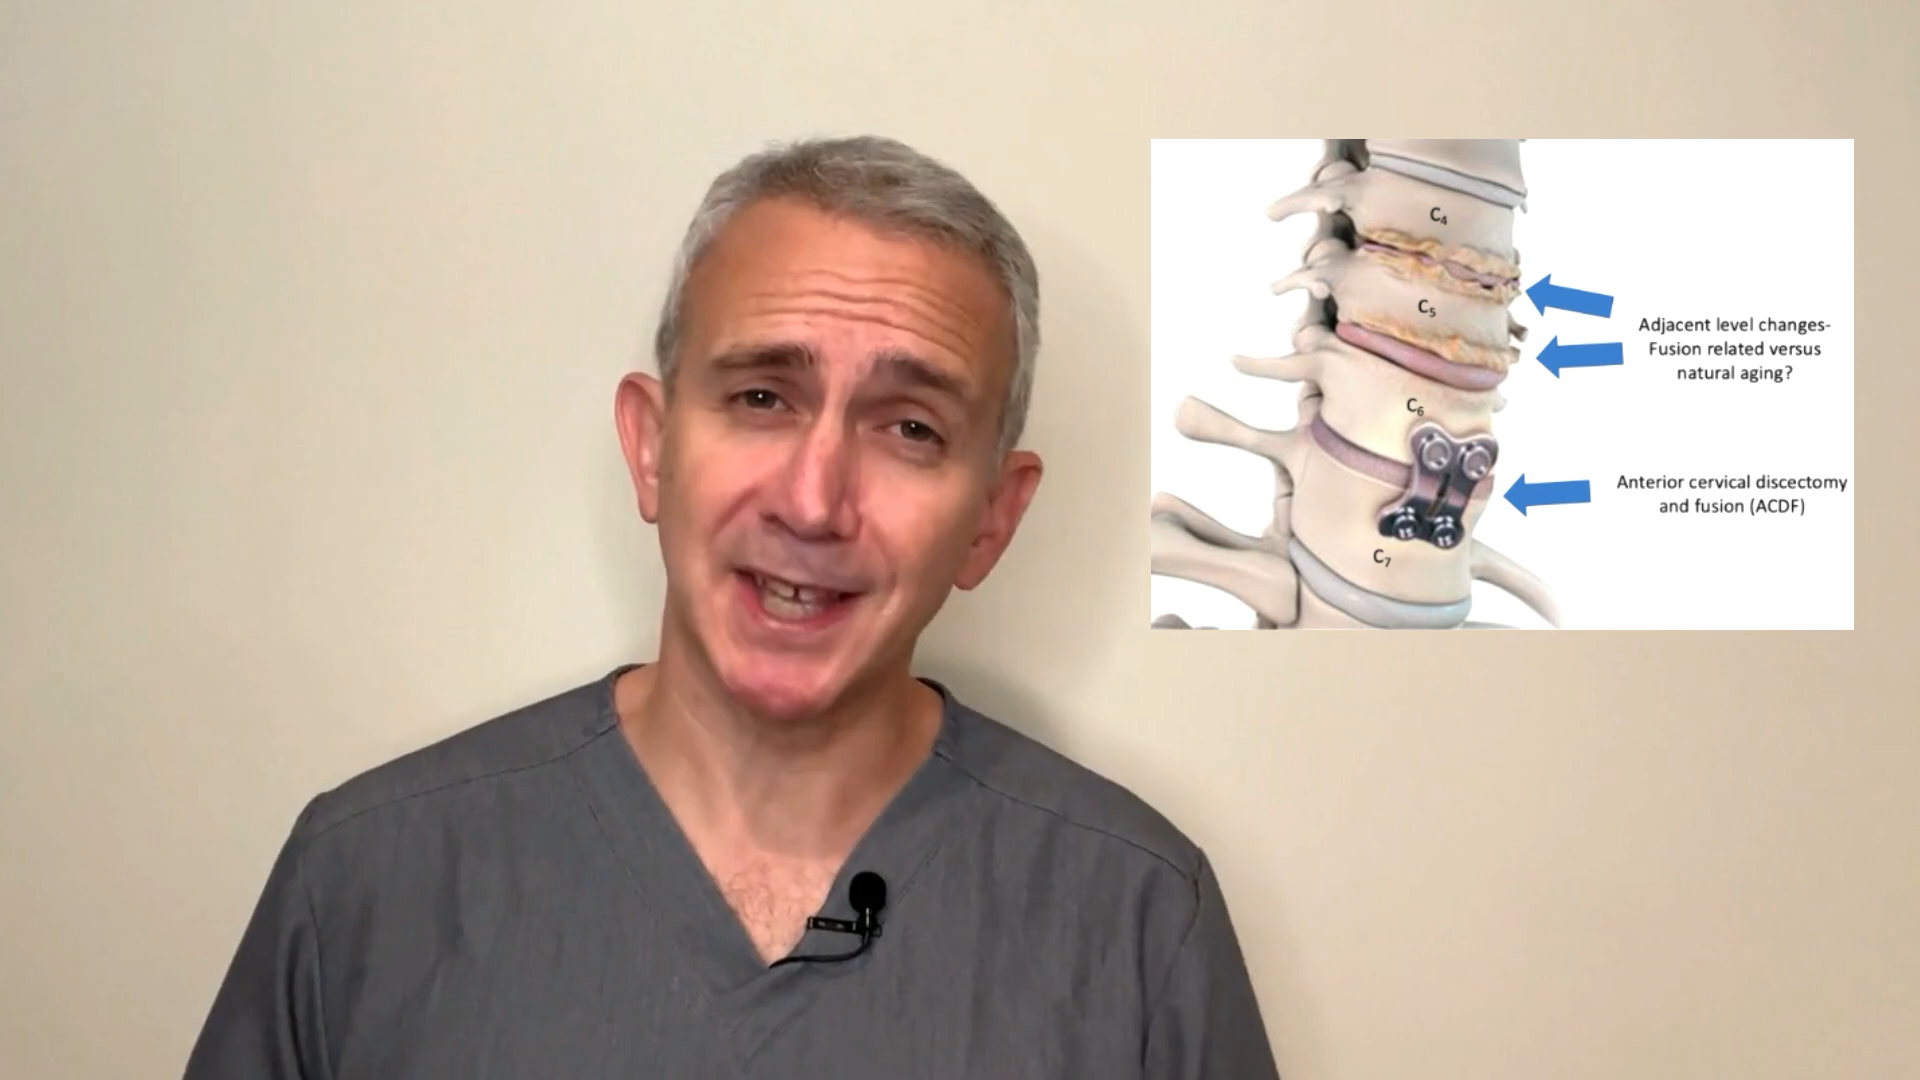 C₄
C₅
Adjacent level changes-
Fusion related versus
natural aging?
C₆
Anterior cervical discectomy
and fusion (ACDF)
C₇